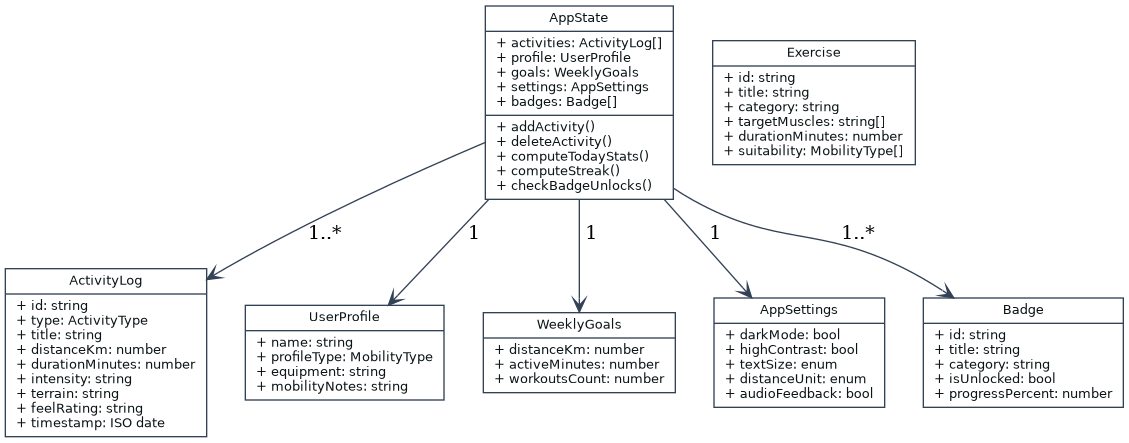 AppState
+ activities: ActivityLog[]
+ profile: UserProfile
+ goals: WeeklyGoals
+ settings: AppSettings
+ badges: Badge[]
+ addActivity()
+ deleteActivity()
+ computeTodayStats()
+ computeStreak()
+ checkBadgeUnlocks()
Exercise
+ id: string
+ title: string
+ category: string
+ targetMuscles: string[]
+ durationMinutes: number
+ suitability: MobilityType[]
1..*
1
1
1
1..*
ActivityLog
+ id: string
+ type: ActivityType
+ title: string
+ distanceKm: number
+ durationMinutes: number
+ intensity: string
+ terrain: string
+ feelRating: string
+ timestamp: ISO date
UserProfile
+ name: string
+ profileType: MobilityType
+ equipment: string
+ mobilityNotes: string
WeeklyGoals
+ distanceKm: number
+ activeMinutes: number
+ workoutsCount: number
AppSettings
+ darkMode: bool
+ highContrast: bool
+ textSize: enum
+ distanceUnit: enum
+ audioFeedback: bool
Badge
+ id: string
+ title: string
+ category: string
+ isUnlocked: bool
+ progressPercent: number